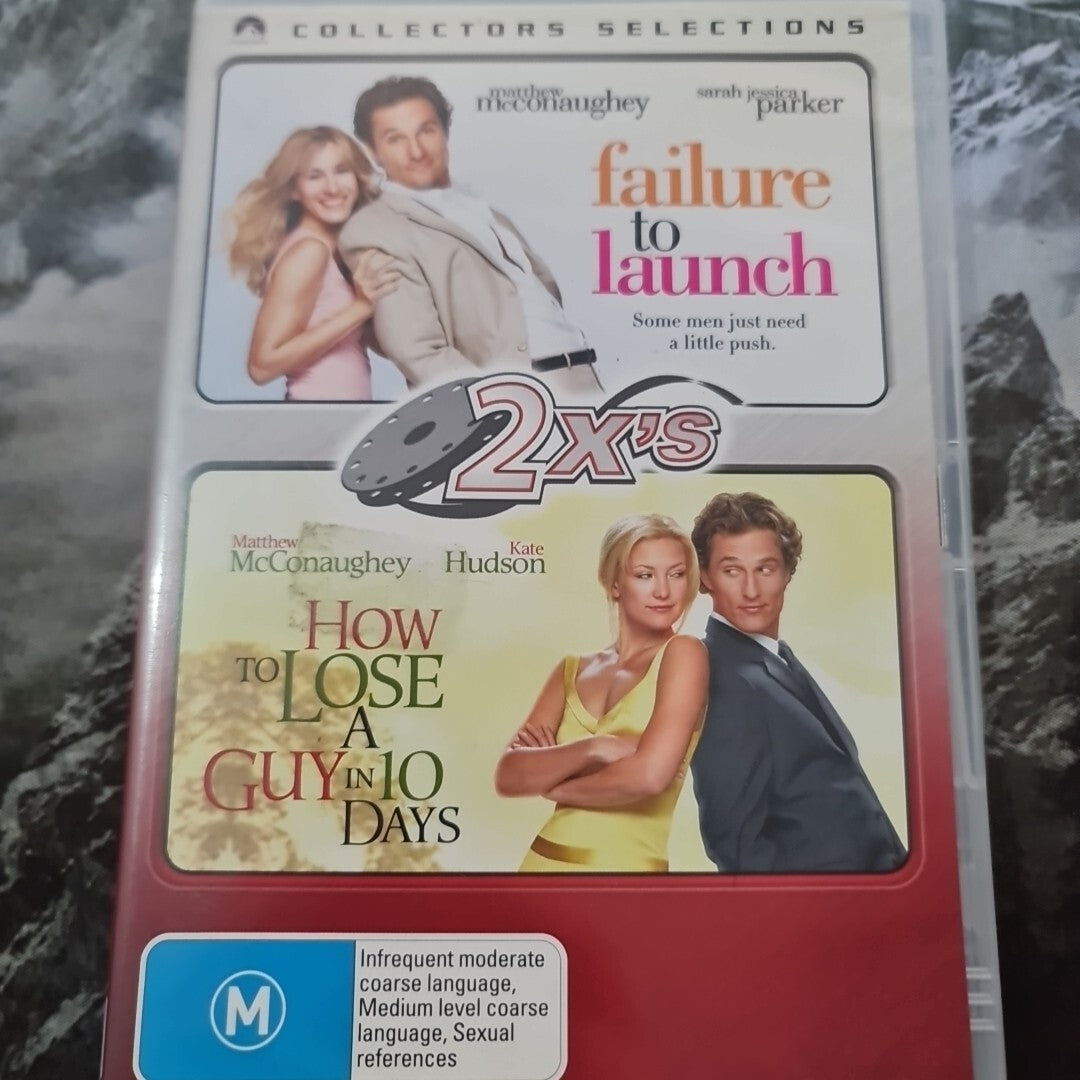 COLLECTORS SELECTIONS
matthew
mcconaughey
sarah jessica
parker
failure
to
launch
Some men just need
a little push.
2x's
Matthew
McConaughey
Kate
Hudson
HOW
TO LOSE
A
GUY IN 10
DAYS
M
Infrequent moderate
coarse language,
Medium level coarse
language, Sexual
references